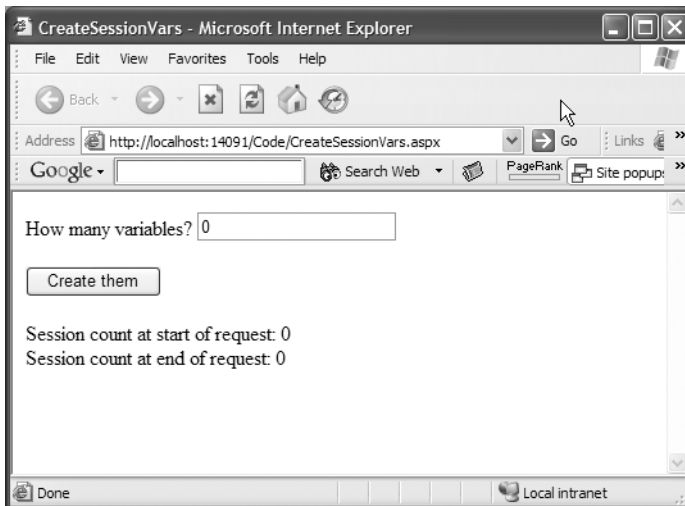 CreateSessionVars - Microsoft Internet Explorer
File Edit View Favorites Tools Help
Back
Address http://localhost:14091/Code/CreateSessionVars.aspx Go Links »
Google Search Web PageRank Site popups »
How many variables? 0
Create them
Session count at start of request: 0
Session count at end of request: 0
Done Local intranet